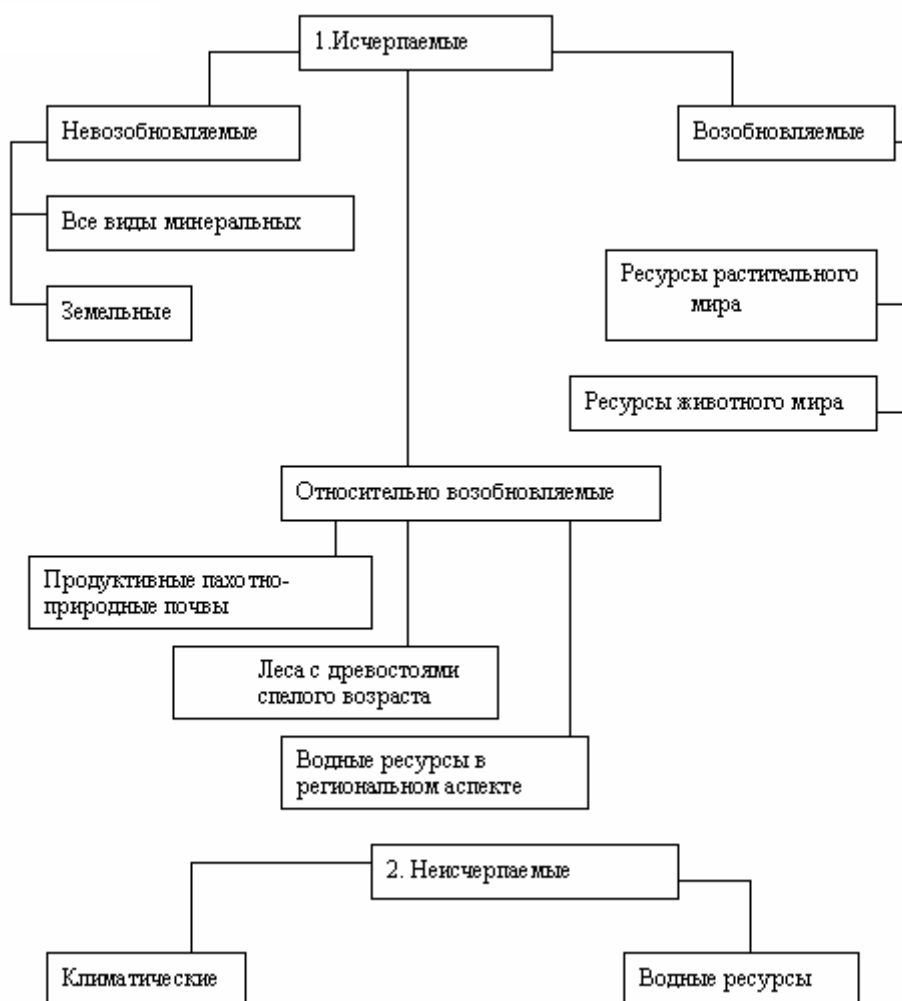 1.Исчерпаемые
Невозобновляемые
Возобновляемые
Все виды минеральных
Ресурсы растительного
мира
Земельные
Ресурсы животного мира
Относительно возобновляемые
Продуктивные пахотно-
природные почвы
Леса с древостоями
спелого возраста
Водные ресурсы в
региональном аспекте
2. Неисчерпаемые
Климатические
Водные ресурсы